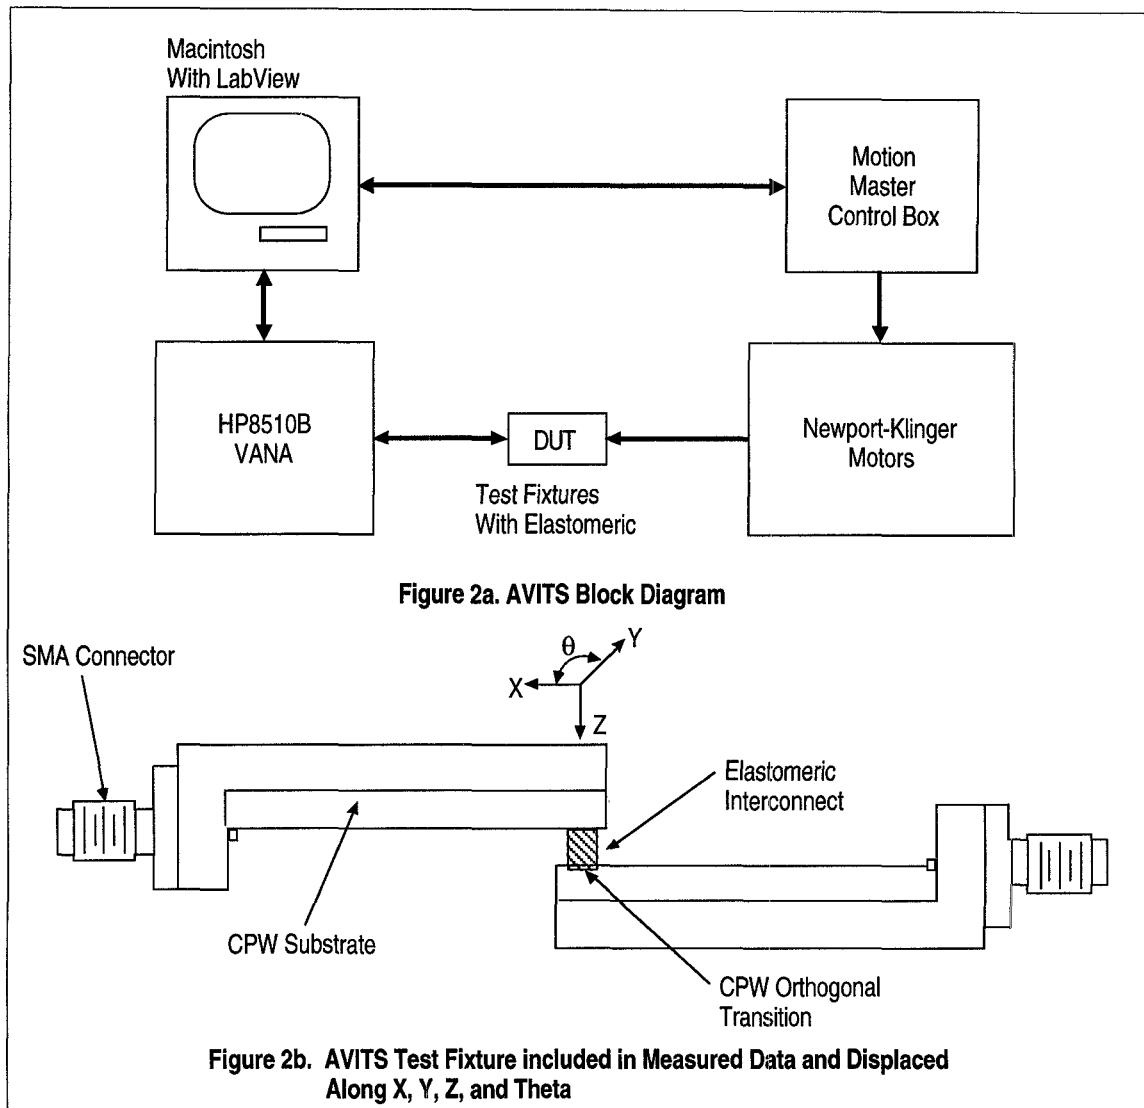 Macintosh
With LabView
Motion
Master
Control Box
HP8510B
VANA
DUT
Newport-Klinger
Motors
Test Fixtures
With Elastomeric
Figure 2a. AVITS Block Diagram
SMA Connector
θ
Y
X
Z
Elastomeric
Interconnect
CPW Substrate
CPW Orthogonal
Transition
Figure 2b. AVITS Test Fixture included in Measured Data and Displaced
Along X, Y, Z, and Theta